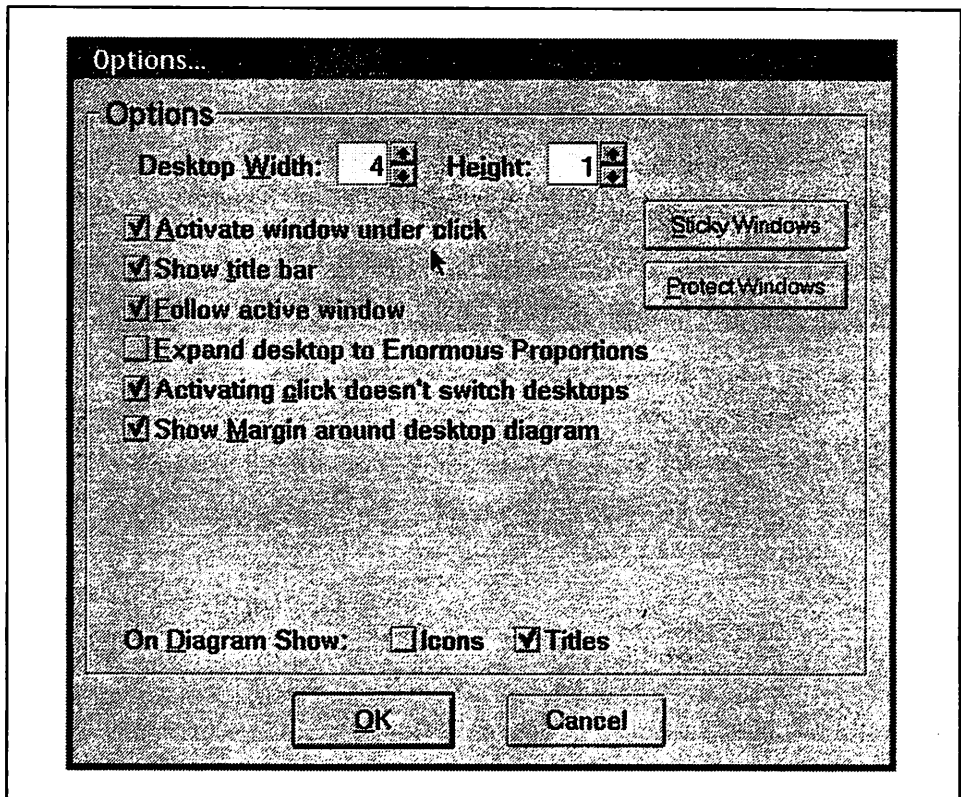 Options...
Options
Desktop Width: 4 Height: 1
Activate window under click
Sticky Windows
Show title bar
Protect Windows
Follow active window
Expand desktop to Enormous Proportions
Activating click doesn't switch desktops
Show Margin around desktop diagram
On Diagram Show: Icons Titles
OK Cancel